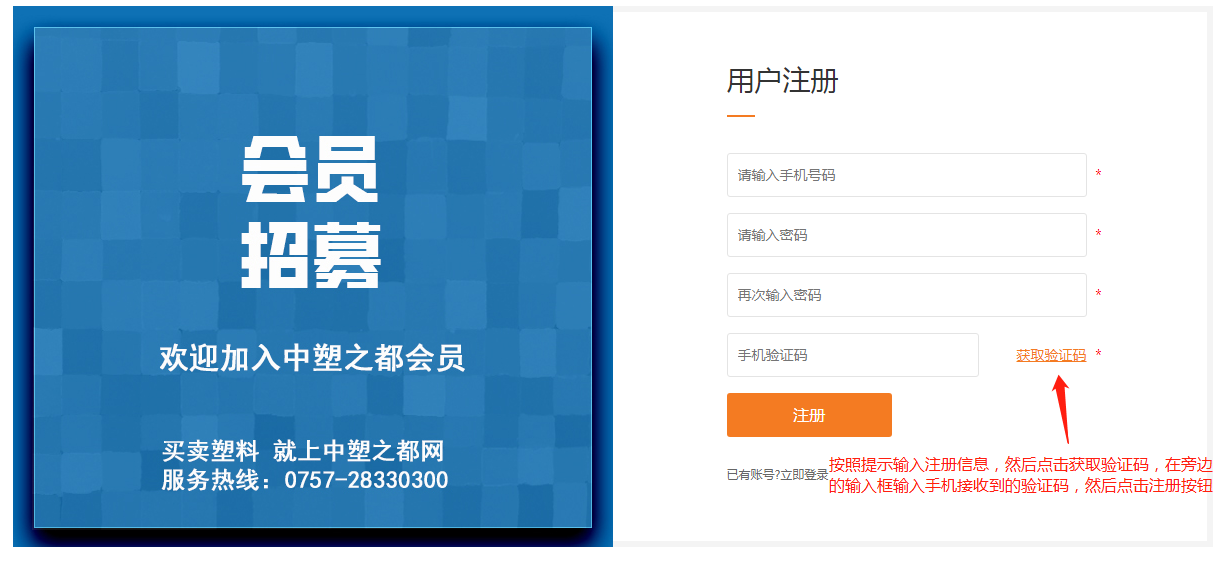 会员
招募
欢迎加入中塑之都会员
买卖塑料 就上中塑之都网
服务热线：0757-28330300
用户注册
请输入手机号码 *
请输入密码 *
再次输入密码 *
手机验证码 获取验证码 *
注册
已有账号?立即登录
按照提示输入注册信息，然后点击获取验证码，在旁边
的输入框输入手机接收到的验证码，然后点击注册按钮